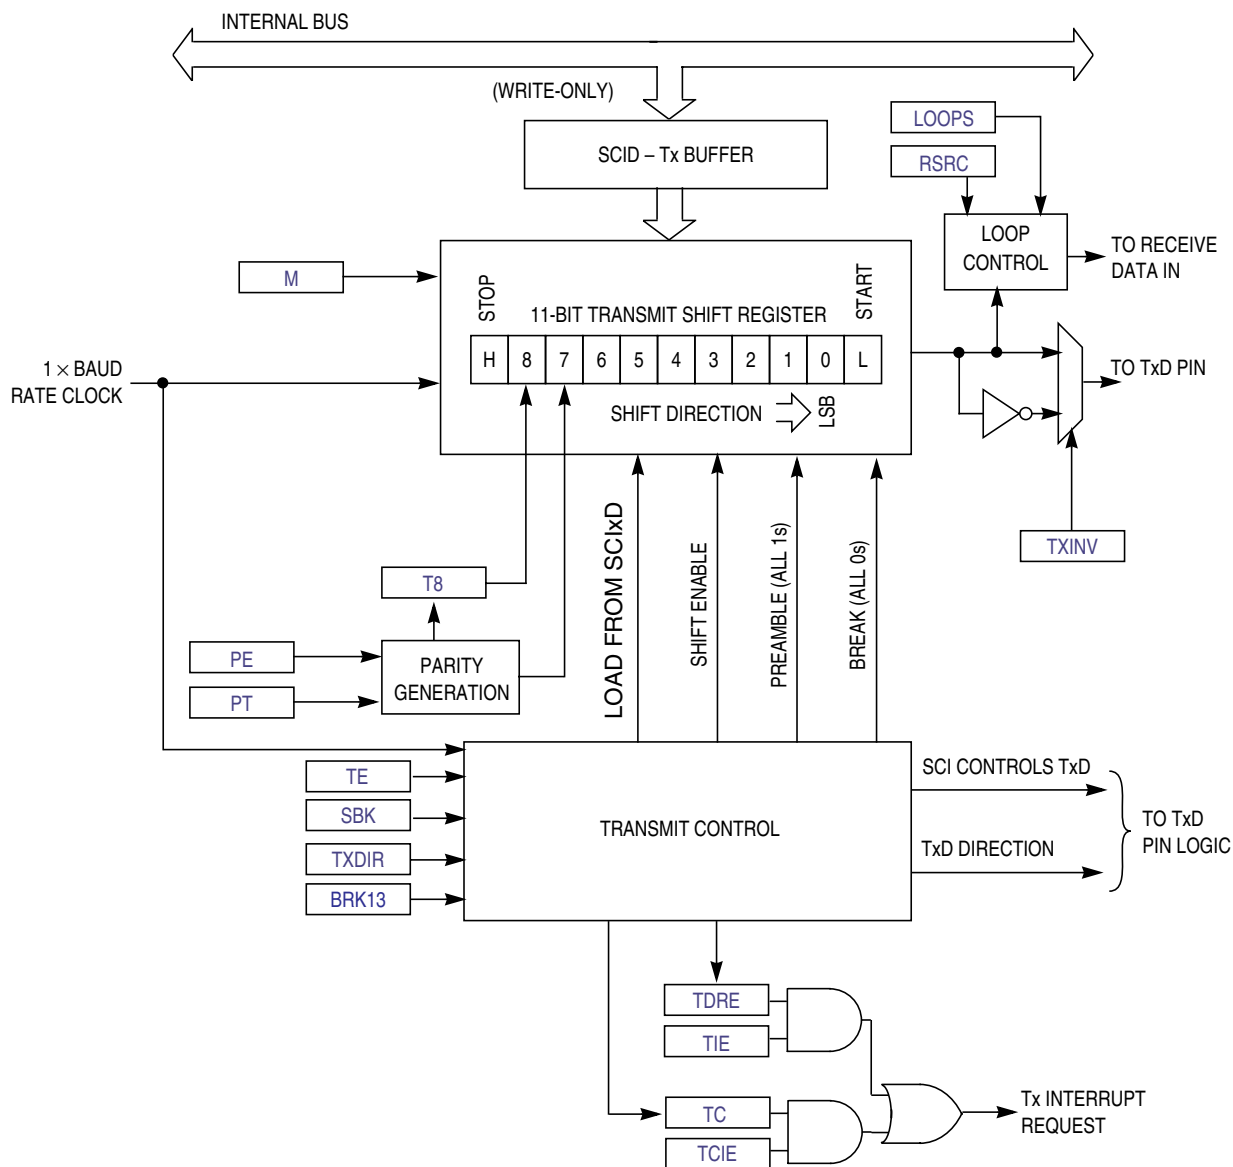 INTERNAL BUS
(WRITE-ONLY)
SCID – Tx BUFFER
LOOPS
RSRC
LOOP
CONTROL
TO RECEIVE
DATA IN
M
STOP
11-BIT TRANSMIT SHIFT REGISTER
START
H 8 7 6 5 4 3 2 1 0 L
SHIFT DIRECTION
LSB
1 × BAUD
RATE CLOCK
TO TxD PIN
TXINV
T8
PE
PT
PARITY
GENERATION
LOAD FROM SCIxD
SHIFT ENABLE
PREAMBLE (ALL 1s)
BREAK (ALL 0s)
TE
SBK
TXDIR
BRK13
TRANSMIT CONTROL
SCI CONTROLS TxD
TxD DIRECTION
TO TxD
PIN LOGIC
TDRE
TIE
TC
TCIE
Tx INTERRUPT
REQUEST